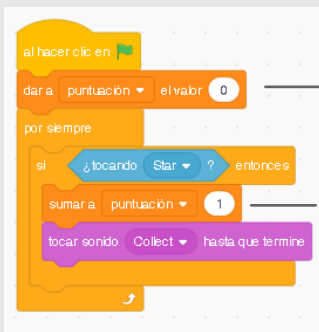 al hacer clic en
dar a puntuación el valor 0
por siempre
si ¿tocando Star ? entonces
sumar a puntuación 1
tocar sonido Collect hasta que termine